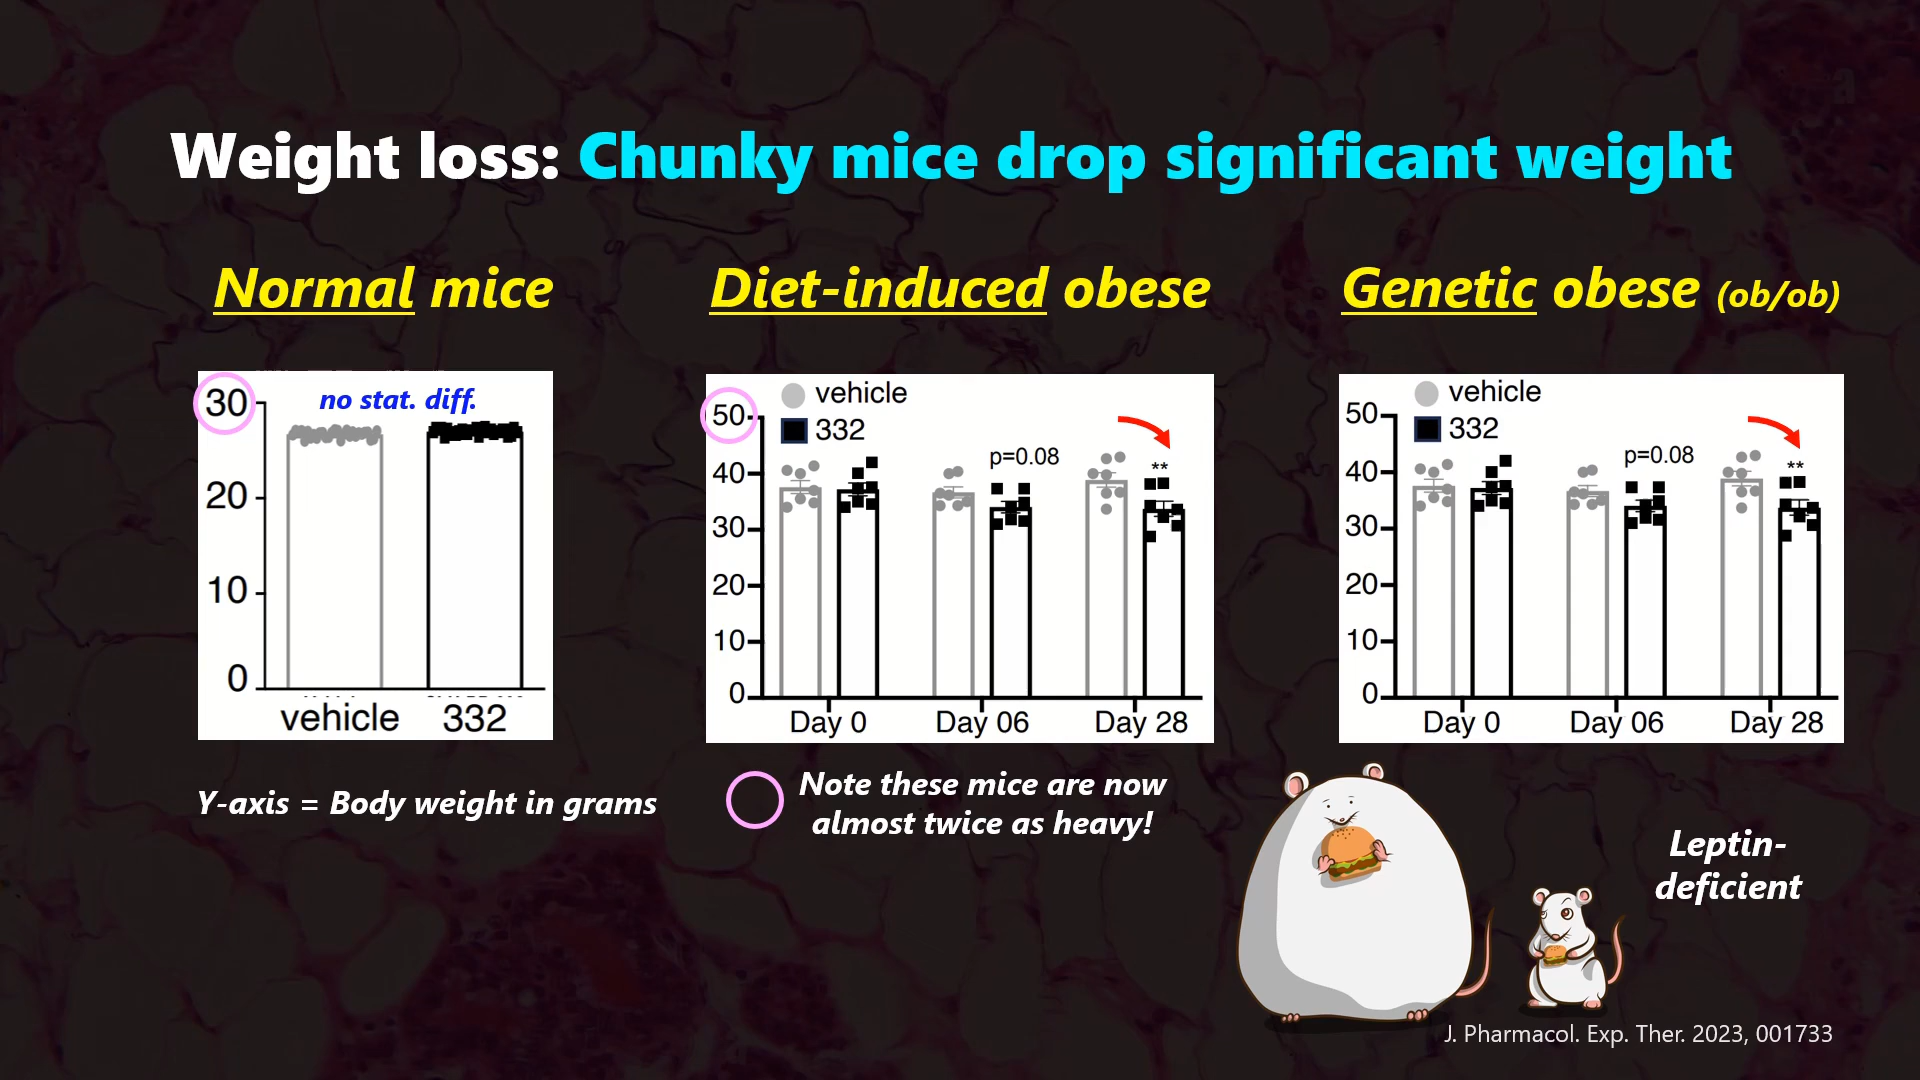 Weight loss: Chunky mice drop significant weight
Normal mice
30
20
10
0
no stat. diff.
vehicle 332
Y-axis = Body weight in grams
Diet-induced obese
50
40
30
20
10
0
vehicle
332
p=0.08
**
Day 0 Day 06 Day 28
Note these mice are now
almost twice as heavy!
Genetic obese (ob/ob)
50
40
30
20
10
0
vehicle
332
p=0.08
**
Day 0 Day 06 Day 28
Leptin-
deficient
J. Pharmacol. Exp. Ther. 2023, 001733